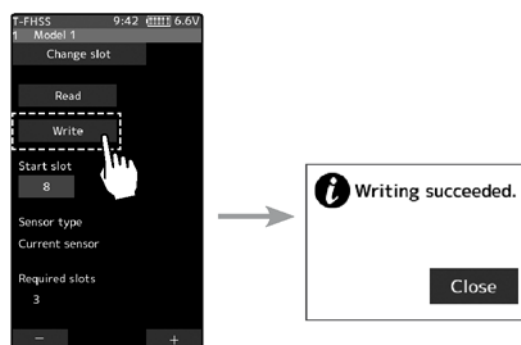 T-FHSS 9:42 6.6V
1 Model 1
Change slot
Read
Write
Start slot
8
Sensor type
Current sensor
Required slots
3
- +
i Writing succeeded.
Close